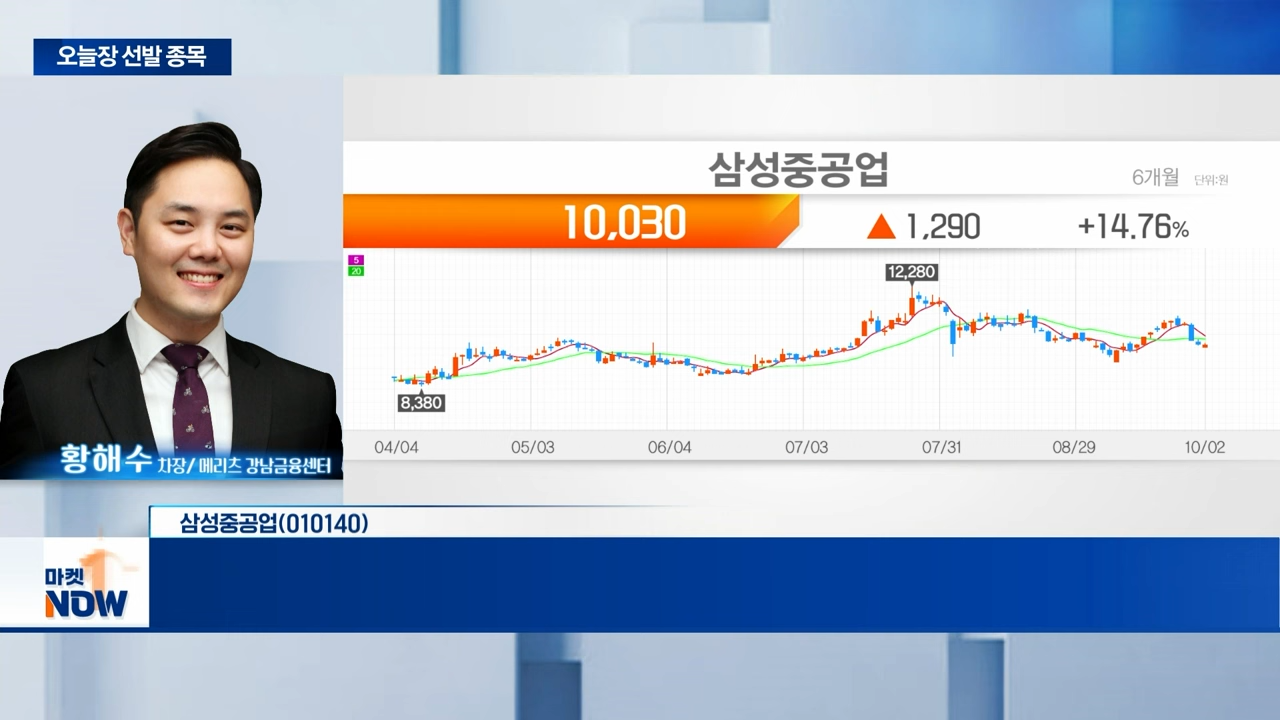 오늘장 선발 종목
삼성중공업
6개월 단위:원
10,030 ▲ 1,290 +14.76%
5
20
12,280
8,380
04/04 05/03 06/04 07/03 07/31 08/29 10/02
황해수 차장/ 메리츠 강남금융센터
삼성중공업(010140)
마켓
NOW